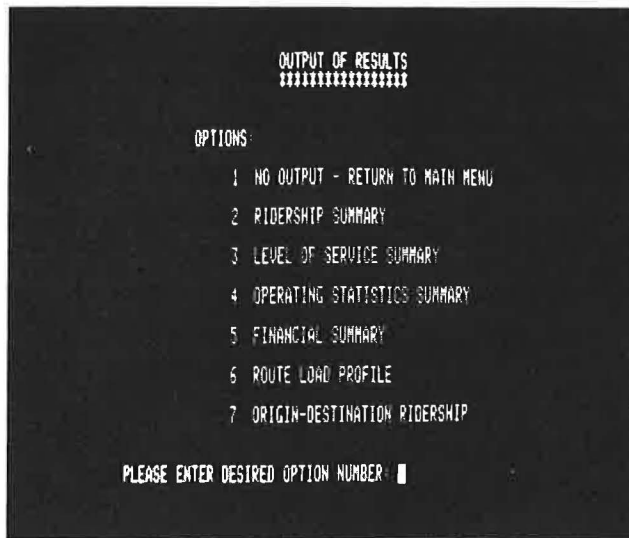 OUTPUT OF RESULTS
OPTIONS:
1 NO OUTPUT - RETURN TO MAIN MENU
2 RIDERSHIP SUMMARY
3 LEVEL OF SERVICE SUMMARY
4 OPERATING STATISTICS SUMMARY
5 FINANCIAL SUMMARY
6 ROUTE LOAD PROFILE
7 ORIGIN-DESTINATION RIDERSHIP
PLEASE ENTER DESIRED OPTION NUMBER: